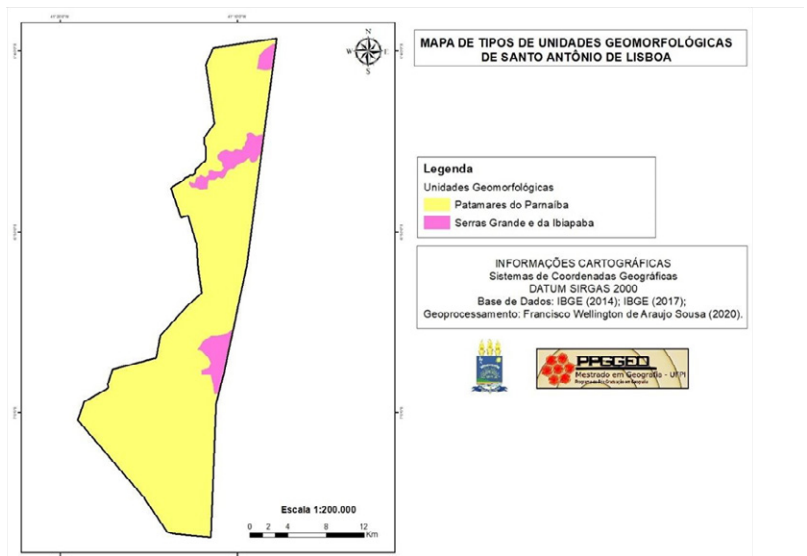 MAPA DE TIPOS DE UNIDADES GEOMORFOLÓGICAS
DE SANTO ANTÔNIO DE LISBOA
N
W
E
S
Legenda
Unidades Geomorfológicas
Patamares do Parnaíba
Serras Grande e da Ibiapaba
INFORMAÇÕES CARTOGRÁFICAS
Sistemas de Coordenadas Geográficas
DATUM SIRGAS 2000
Base de Dados: IBGE (2014); IBGE (2017);
Geoprocessamento: Francisco Wellington de Araujo Sousa (2020).
PPGGEO
Mestrado em Geografia - UFPI
Escala 1:200.000
0 2 4 8 12
Km